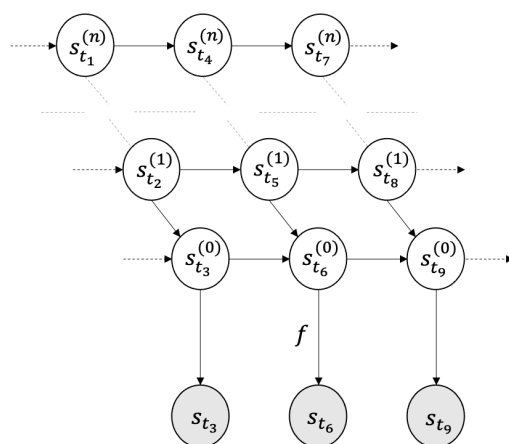 s_{t_1}^{(n)} s_{t_4}^{(n)} s_{t_7}^{(n)}
s_{t_2}^{(1)} s_{t_5}^{(1)} s_{t_8}^{(1)}
s_{t_3}^{(0)} s_{t_6}^{(0)} s_{t_9}^{(0)}
f
s_{t_3} s_{t_6} s_{t_9}